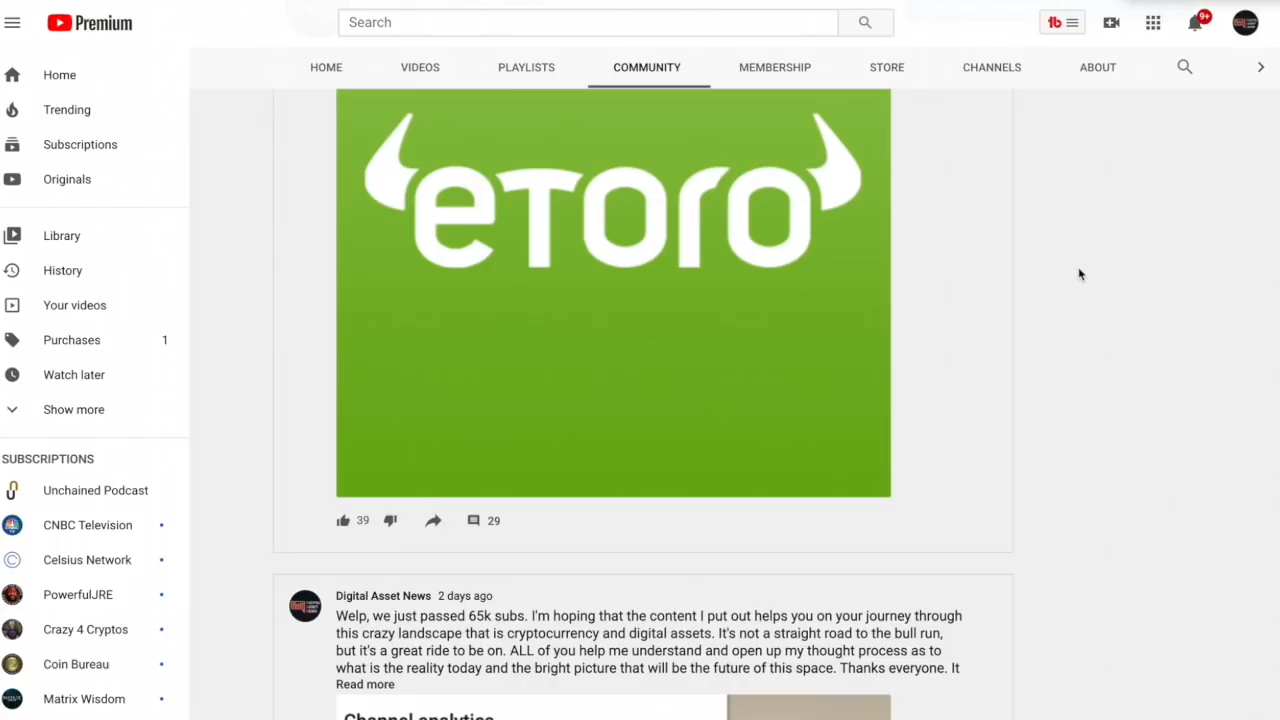 Premium
Search
9+
HOME VIDEOS PLAYLISTS COMMUNITY MEMBERSHIP STORE CHANNELS ABOUT
Home
Trending
Subscriptions
Originals
Library
History
Your videos
Purchases 1
Watch later
Show more
SUBSCRIPTIONS
Unchained Podcast
CNBC Television
Celsius Network
PowerfulJRE
Crazy 4 Cryptos
Coin Bureau
Matrix Wisdom
eToro
39 29
Digital Asset News 2 days ago
Welp, we just passed 65k subs. I'm hoping that the content I put out helps you on your journey through
this crazy landscape that is cryptocurrency and digital assets. It's not a straight road to the bull run,
but it's a great ride to be on. ALL of you help me understand and open up my thought process as to
what is the reality today and the bright picture that will be the future of this space. Thanks everyone. It
Read more
Channel analytics